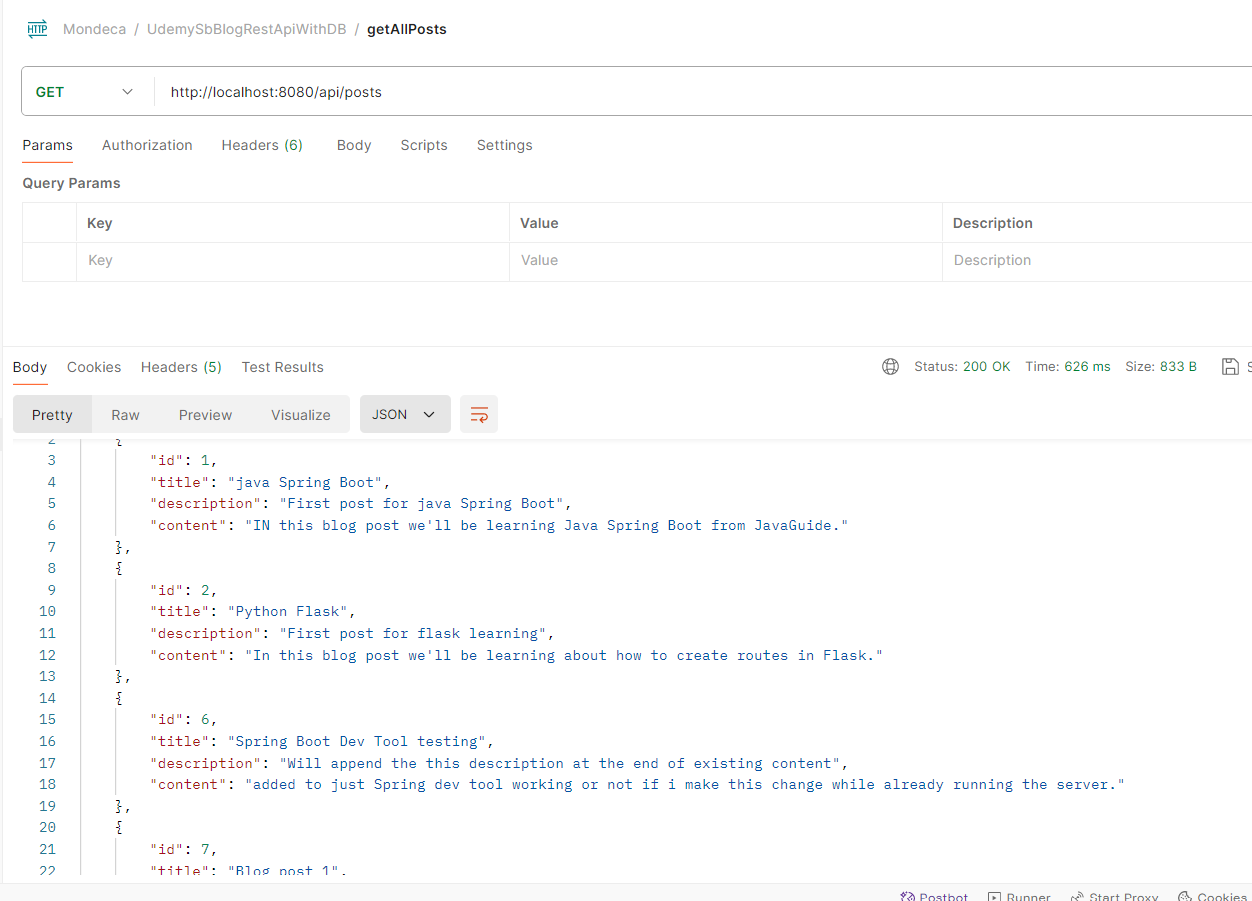 HTTP Mondeca / UdemySbBlogRestApiWithDB / getAllPosts
GET http://localhost:8080/api/posts
Params Authorization Headers (6) Body Scripts Settings
Query Params
Key Value Description
Key Value Description
Body Cookies Headers (5) Test Results Status: 200 OK Time: 626 ms Size: 833 B S
Pretty Raw Preview Visualize JSON
2 {
3 "id": 1,
4 "title": "java Spring Boot",
5 "description": "First post for java Spring Boot",
6 "content": "IN this blog post we'll be learning Java Spring Boot from JavaGuide."
7 },
8 {
9 "id": 2,
10 "title": "Python Flask",
11 "description": "First post for flask learning",
12 "content": "In this blog post we'll be learning about how to create routes in Flask."
13 },
14 {
15 "id": 6,
16 "title": "Spring Boot Dev Tool testing",
17 "description": "Will append the this description at the end of existing content",
18 "content": "added to just Spring dev tool working or not if i make this change while already running the server."
19 },
20 {
21 "id": 7,
22 "title": "Blog post 1",
Postbot Runner Start Proxy Cookies